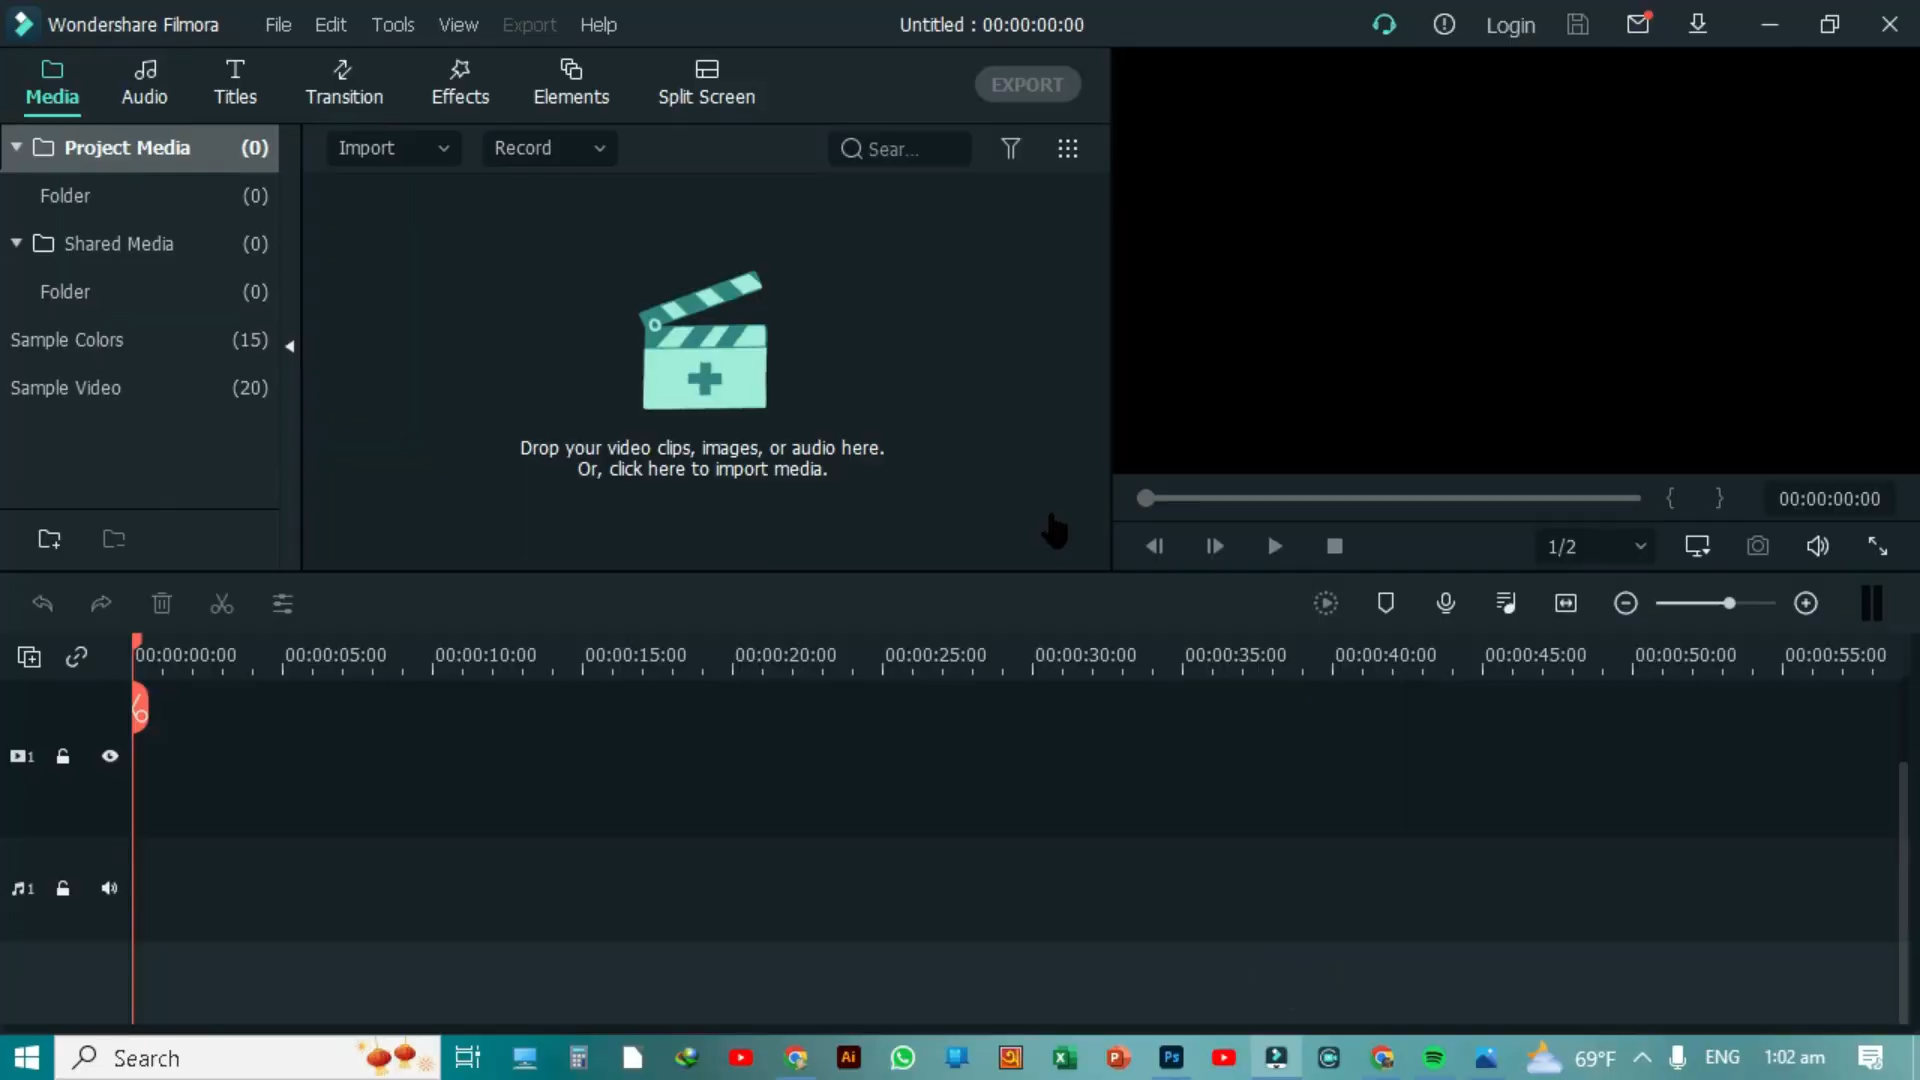 Wondershare Filmora File Edit Tools View Export Help Untitled : 00:00:00:00 Login
Media Audio Titles Transition Effects Elements Split Screen EXPORT
Project Media (0) Import Record Sear...
Folder (0)
Shared Media (0)
Folder (0)
Sample Colors (15)
Sample Video (20)
Drop your video clips, images, or audio here.
Or, click here to import media.
{ } 00:00:00:00
1/2
00:00:00:00 00:00:05:00 00:00:10:00 00:00:15:00 00:00:20:00 00:00:25:00 00:00:30:00 00:00:35:00 00:00:40:00 00:00:45:00 00:00:50:00 00:00:55:00
1
1
Search Ai Ps 69°F ENG 1:02 am